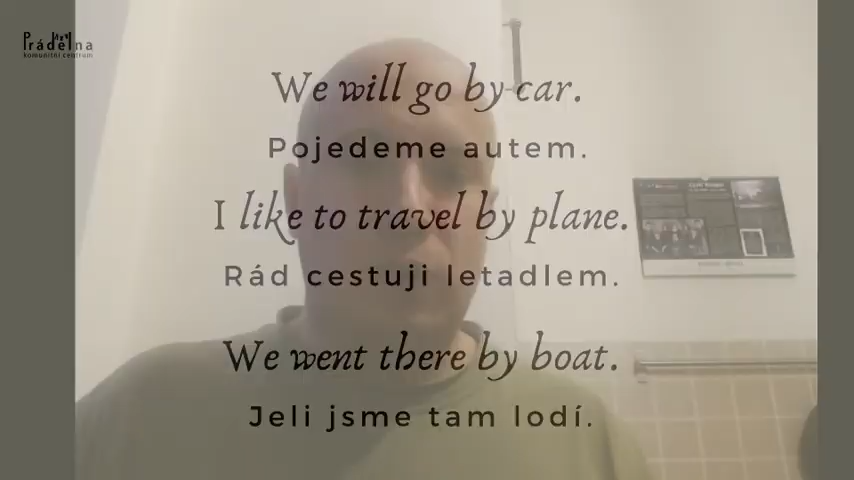 Prádelna
komunitní centrum
We will go by car.
Pojedeme autem.
I like to travel by plane.
Rád cestuji letadlem.
We went there by boat.
Jeli jsme tam lodí.